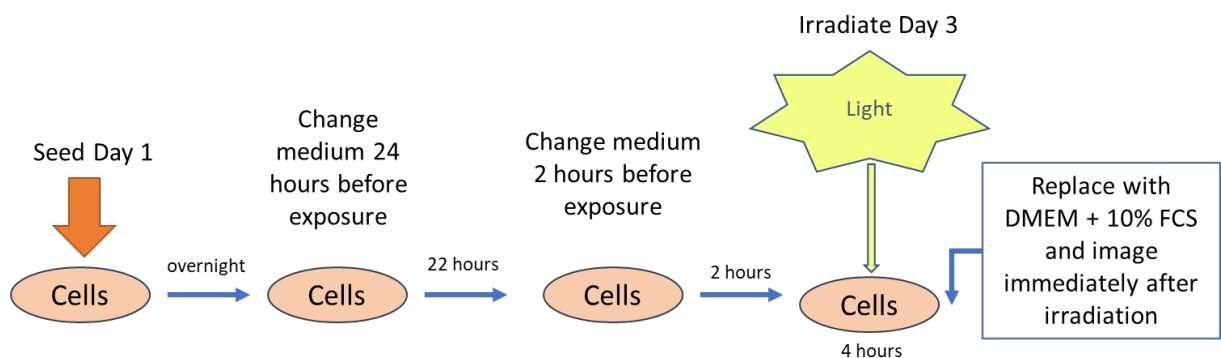 Seed Day 1
Cells
overnight
Change
medium 24
hours before
exposure
Cells
22 hours
Change medium
2 hours before
exposure
Cells
2 hours
Irradiate Day 3
Light
Cells
4 hours
Replace with
DMEM + 10% FCS
and image
immediately after
irradiation